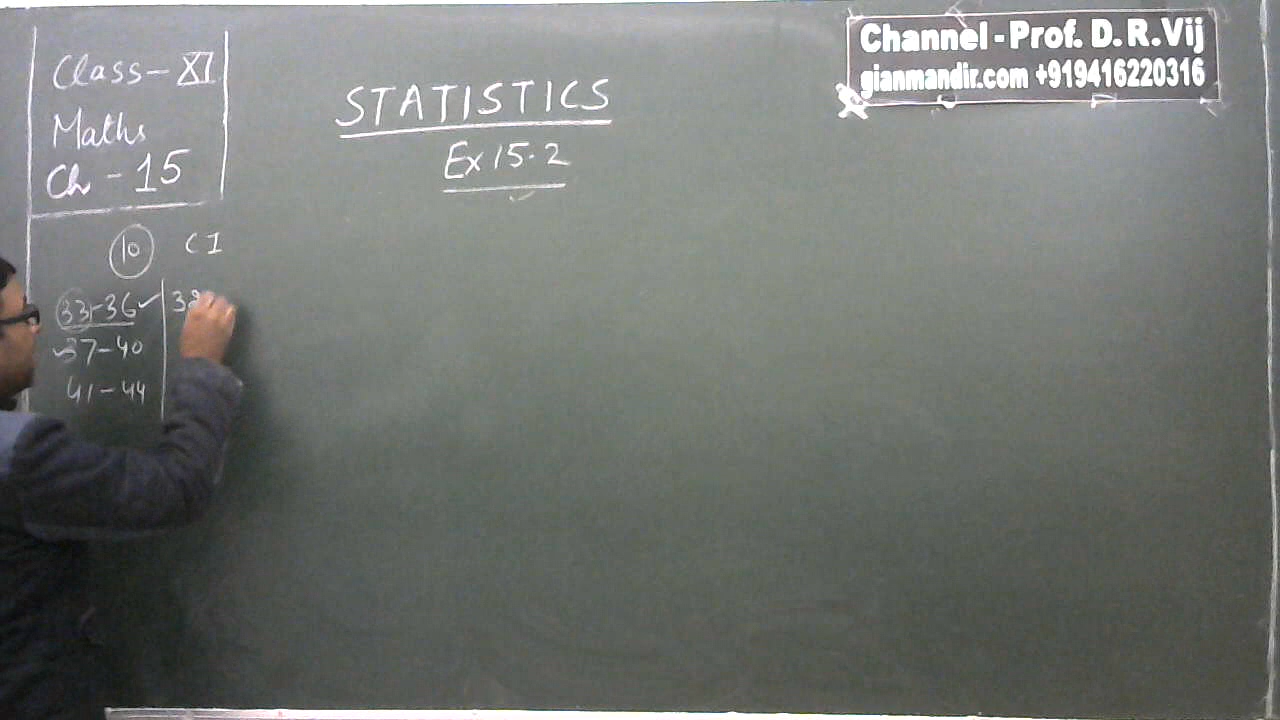 Class - XI
Maths
Ch - 15
STATISTICS
Ex 15.2
Channel - Prof. D. R. Vij
gianmandir.com +919416220316
10 CI
33-36
37-40
41-44